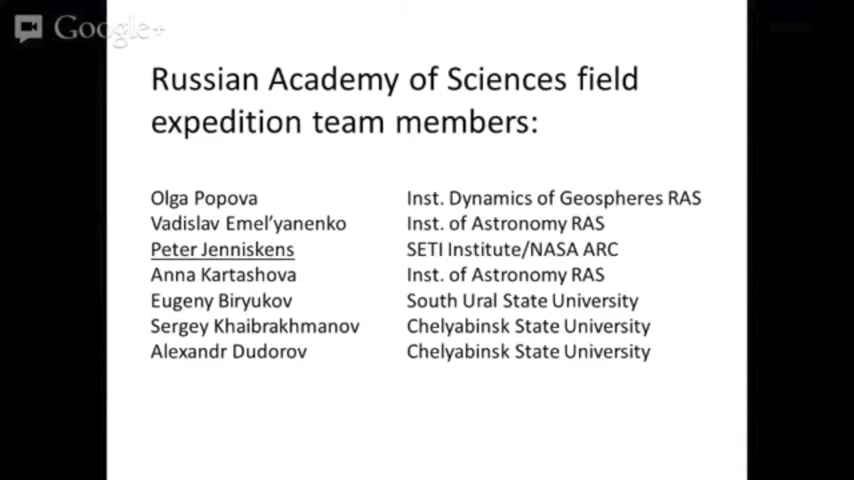 Google+
Russian Academy of Sciences field
expedition team members:
Olga Popova Inst. Dynamics of Geospheres RAS
Vadislav Emel'yanenko Inst. of Astronomy RAS
Peter Jenniskens SETI Institute/NASA ARC
Anna Kartashova Inst. of Astronomy RAS
Eugeny Biryukov South Ural State University
Sergey Khaibrakhmanov Chelyabinsk State University
Alexandr Dudorov Chelyabinsk State University